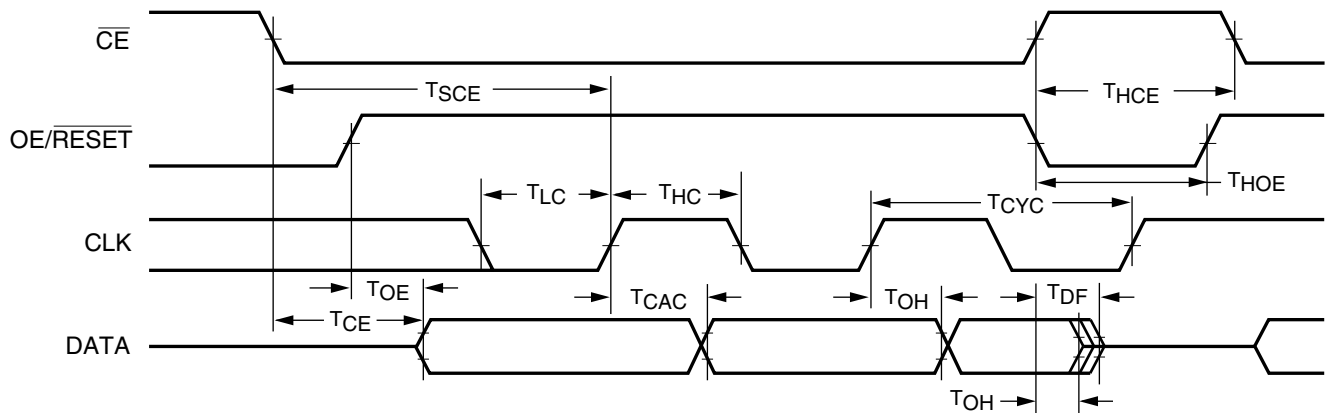 CE
TSCE
THCE
OE/RESET
TLC
THC
TCYC
THOE
CLK
TOE
TCAC
TOH
TDF
TCE
DATA
TOH